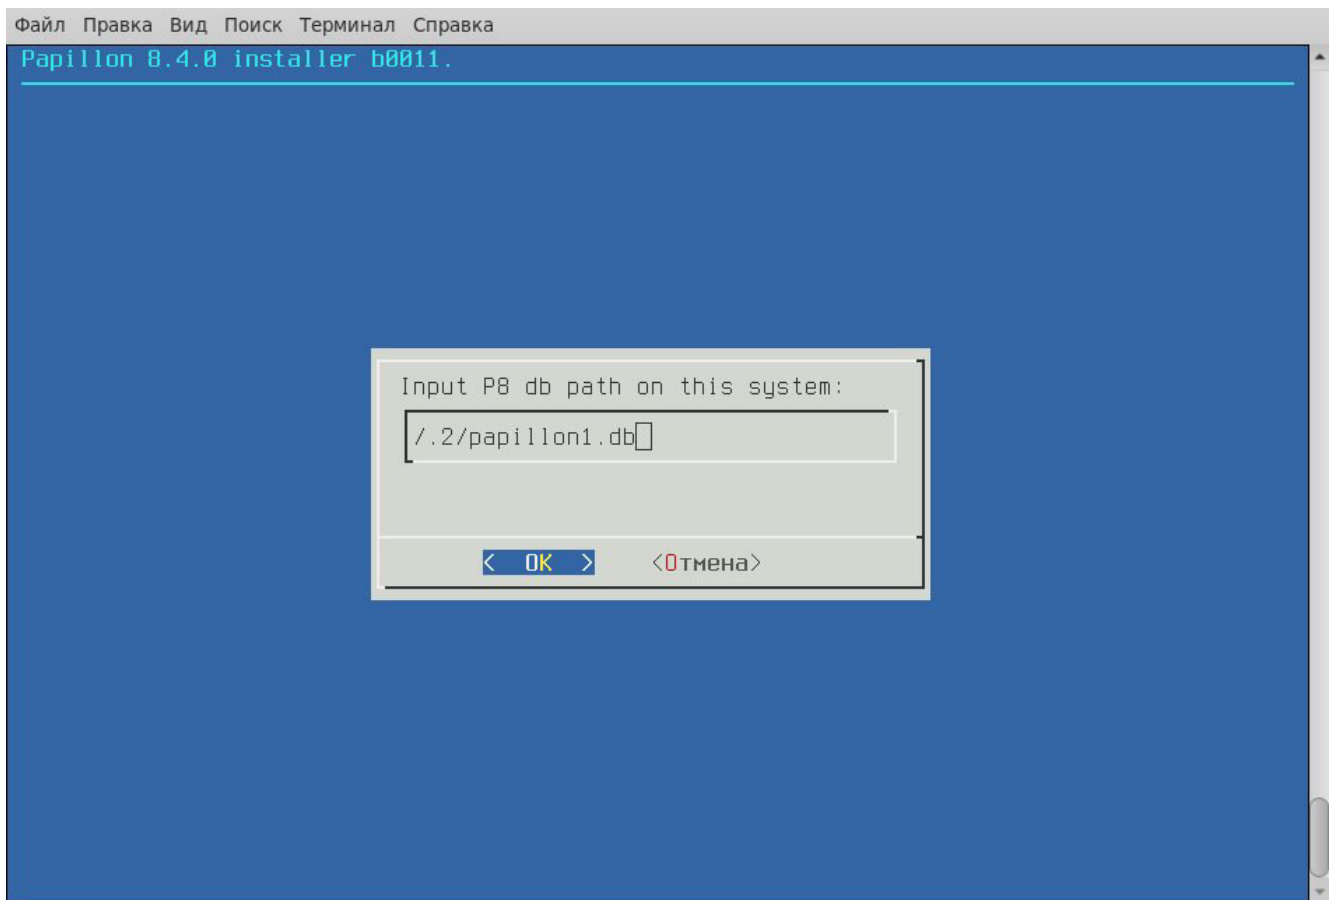 Файл Правка Вид Поиск Терминал Справка
Papillon 8.4.0 installer b0011.
Input P8 db path on this system:
/.2/papillon1.db
< OK > <Отмена>